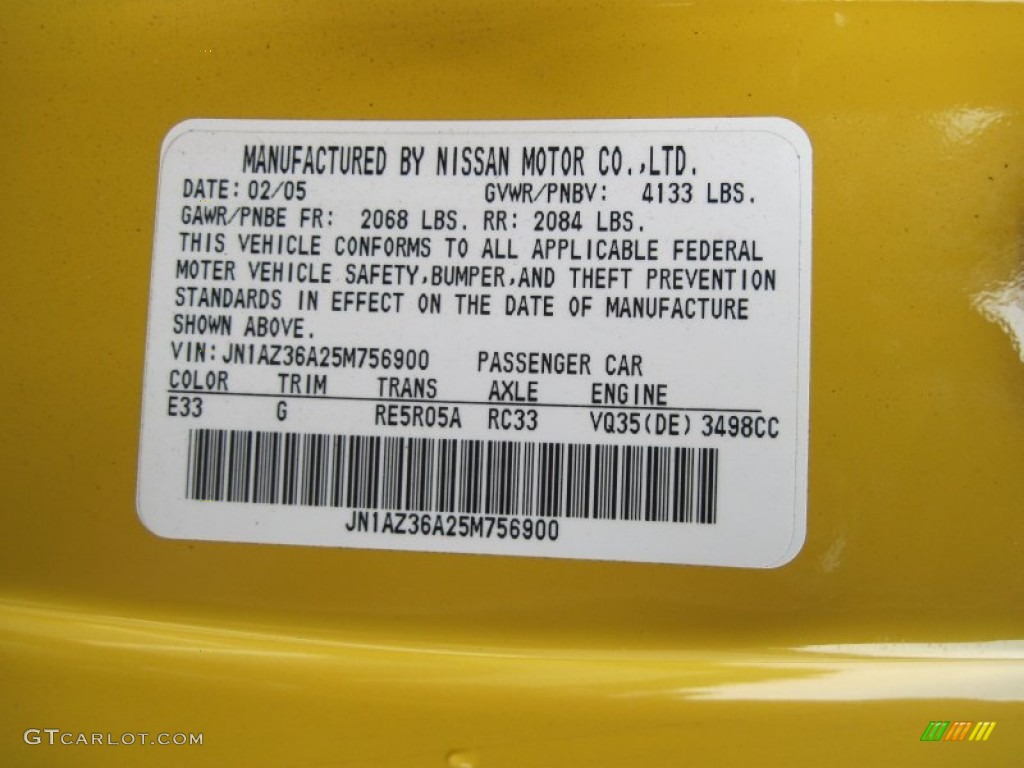 MANUFACTURED BY NISSAN MOTOR CO.,LTD.
DATE: 02/05 GVWR/PNBV: 4133 LBS.
GAWR/PNBE FR: 2068 LBS. RR: 2084 LBS.
THIS VEHICLE CONFORMS TO ALL APPLICABLE FEDERAL
MOTER VEHICLE SAFETY,BUMPER,AND THEFT PREVENTION
STANDARDS IN EFFECT ON THE DATE OF MANUFACTURE
SHOWN ABOVE.
VIN: JN1AZ36A25M756900 PASSENGER CAR
COLOR TRIM TRANS AXLE ENGINE
E33 G RE5R05A RC33 VQ35(DE) 3498CC
JN1AZ36A25M756900
GTCARLOT.COM